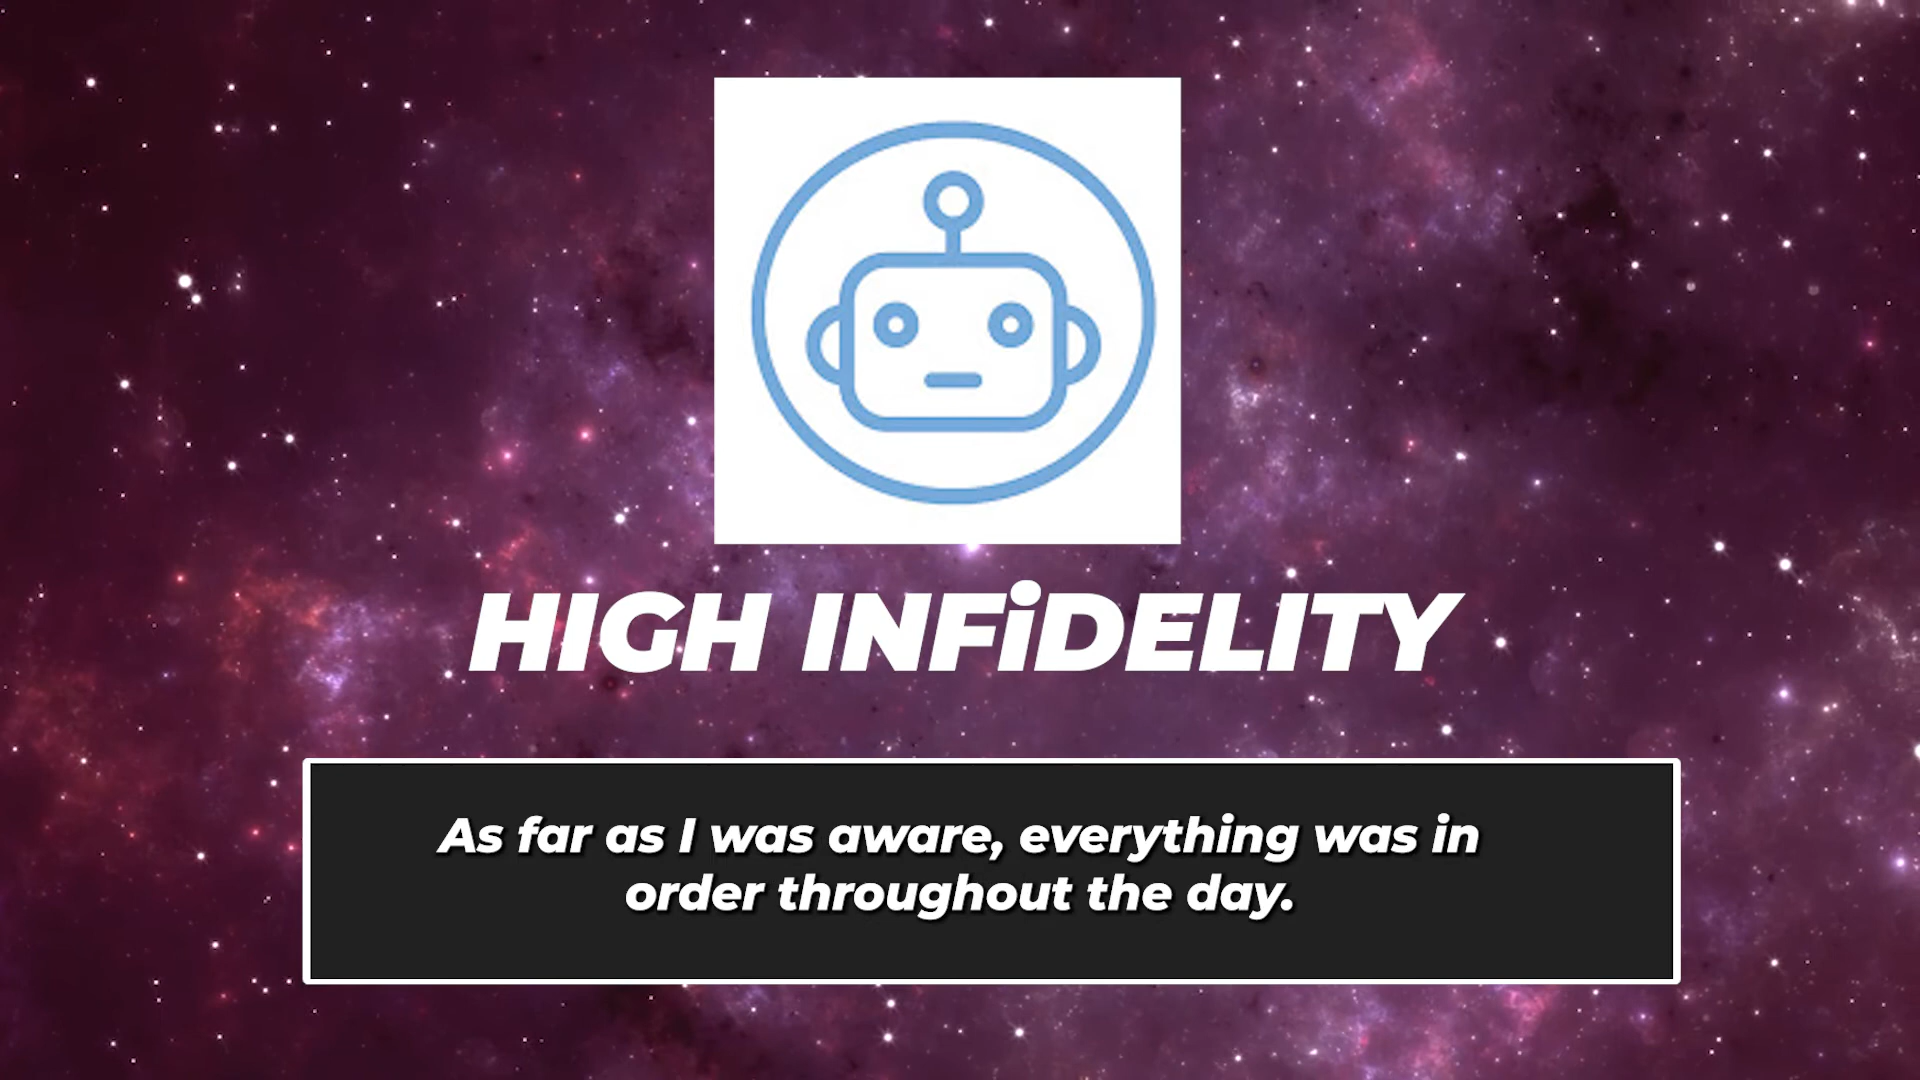 HIGH INFiDELITY
As far as I was aware, everything was in
order throughout the day.